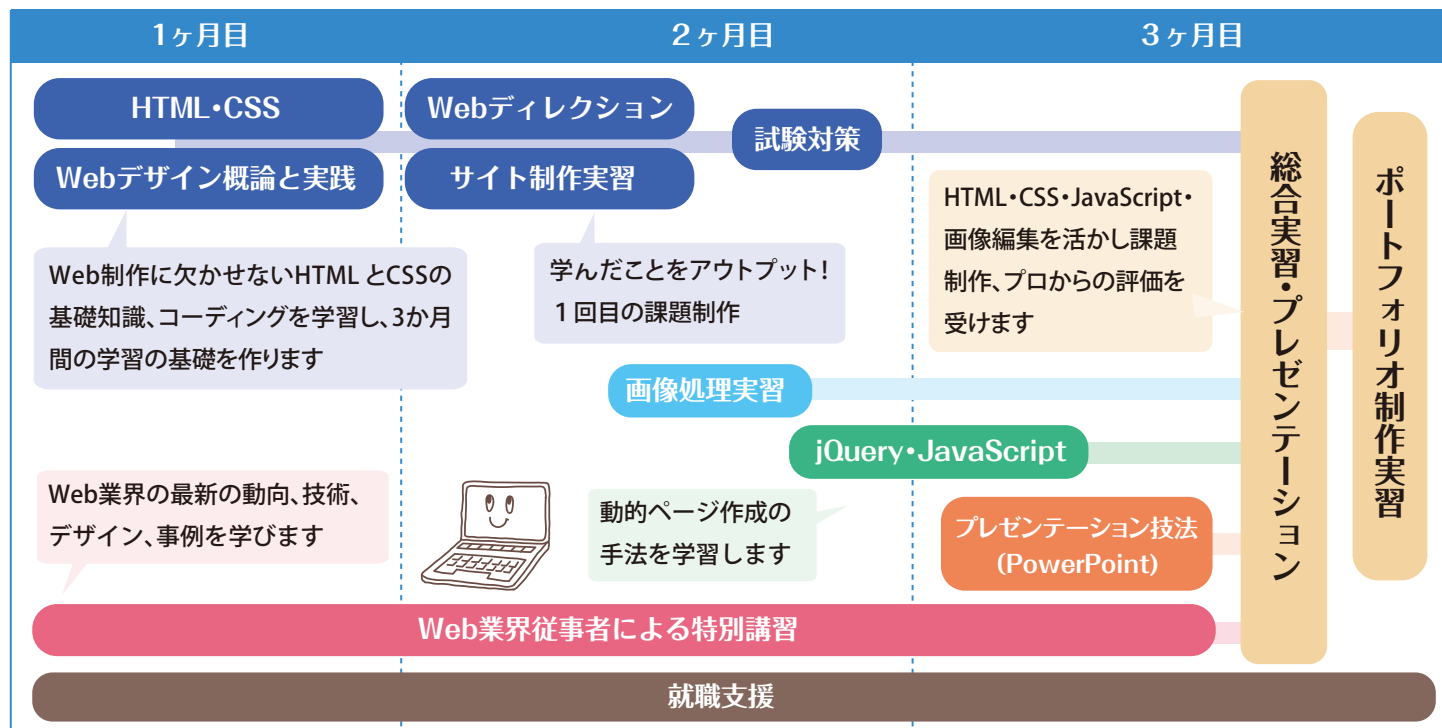 1ヶ月目
2ヶ月目
3ヶ月目
HTML・CSS
Webデザイン概論と実践
Web制作に欠かせないHTMLとCSSの
基礎知識、コーディングを学習し、3か月
間の学習の基礎を作ります
Webディレクション
サイト制作実習
試験対策
学んだことをアウトプット！
1回目の課題制作
HTML・CSS・JavaScript・
画像編集を活かし課題
制作、プロからの評価を
受けます
画像処理実習
jQuery・JavaScript
動的ページ作成の
手法を学習します
プレゼンテーション技法
(PowerPoint)
Web業界の最新の動向、技術、
デザイン、事例を学びます
Web業界従事者による特別講習
総合実習・プレゼンテーション
ポートフォリオ制作実習
就職支援